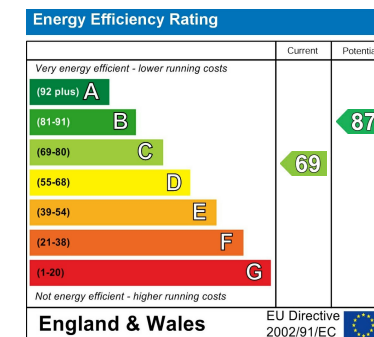 Energy Efficiency Rating
Current Potentia
Very energy efficient - lower running costs
(92 plus) A
(81-91) B
87
(69-80) C
69
(55-68) D
(39-54) E
(21-38) F
(1-20) G
Not energy efficient - higher running costs
England & Wales
EU Directive
2002/91/EC